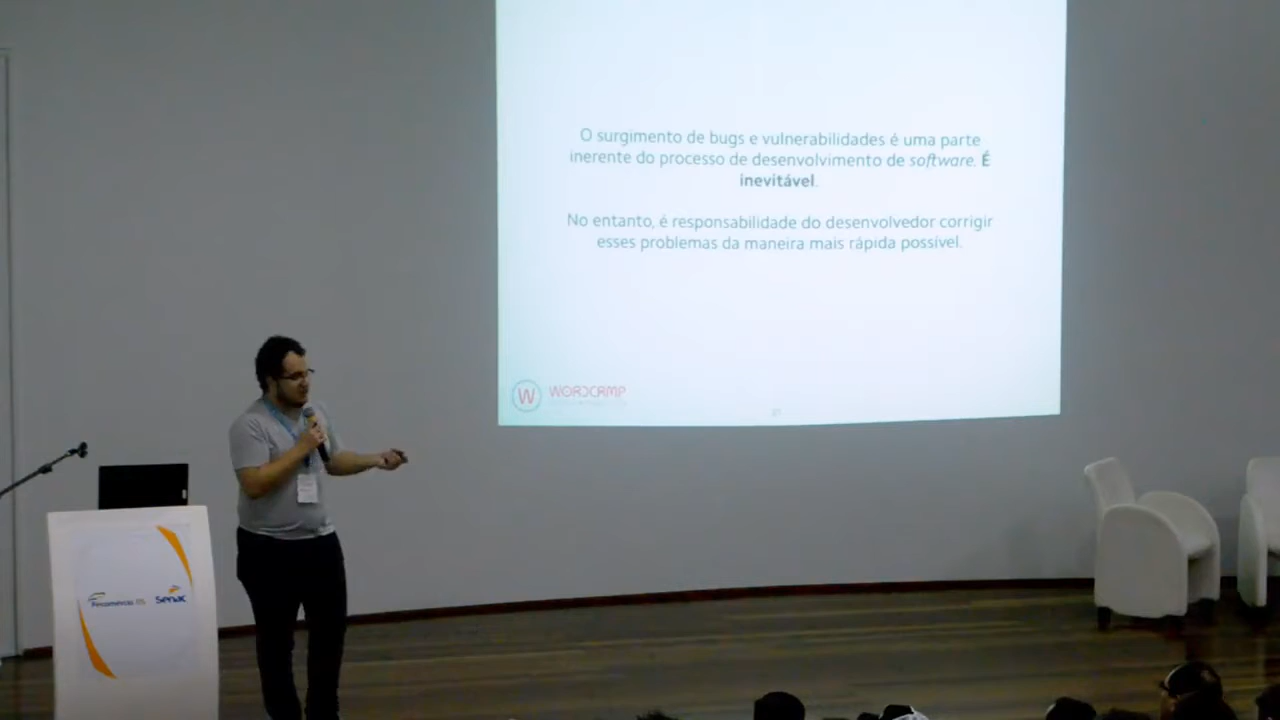 O surgimento de bugs e vulnerabilidades é uma parte
inerente do processo de desenvolvimento de software. É
inevitável.
No entanto, é responsabilidade do desenvolvedor corrigir
esses problemas da maneira mais rápida possível.
W WORDCAMP
Senac